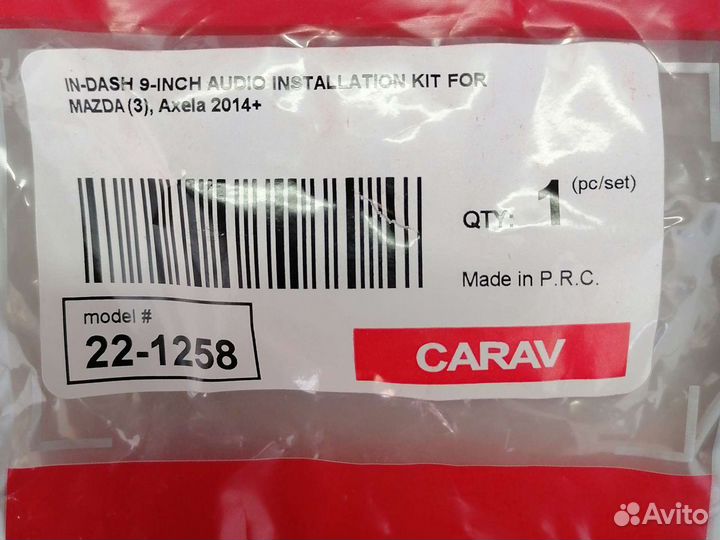 IN-DASH 9-INCH AUDIO INSTALLATION KIT FOR
MAZDA (3), Axela 2014+
QTY: 1 (pc/set)
Made in P.R.C.
model #
22-1258
CARAV
Avito